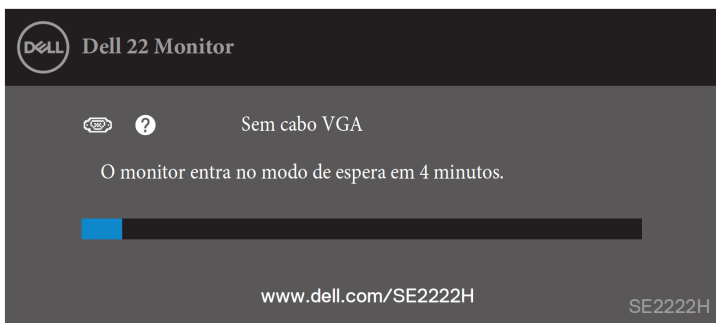 DELL Dell 22 Monitor
? Sem cabo VGA
O monitor entra no modo de espera em 4 minutos.
www.dell.com/SE2222H
SE2222H